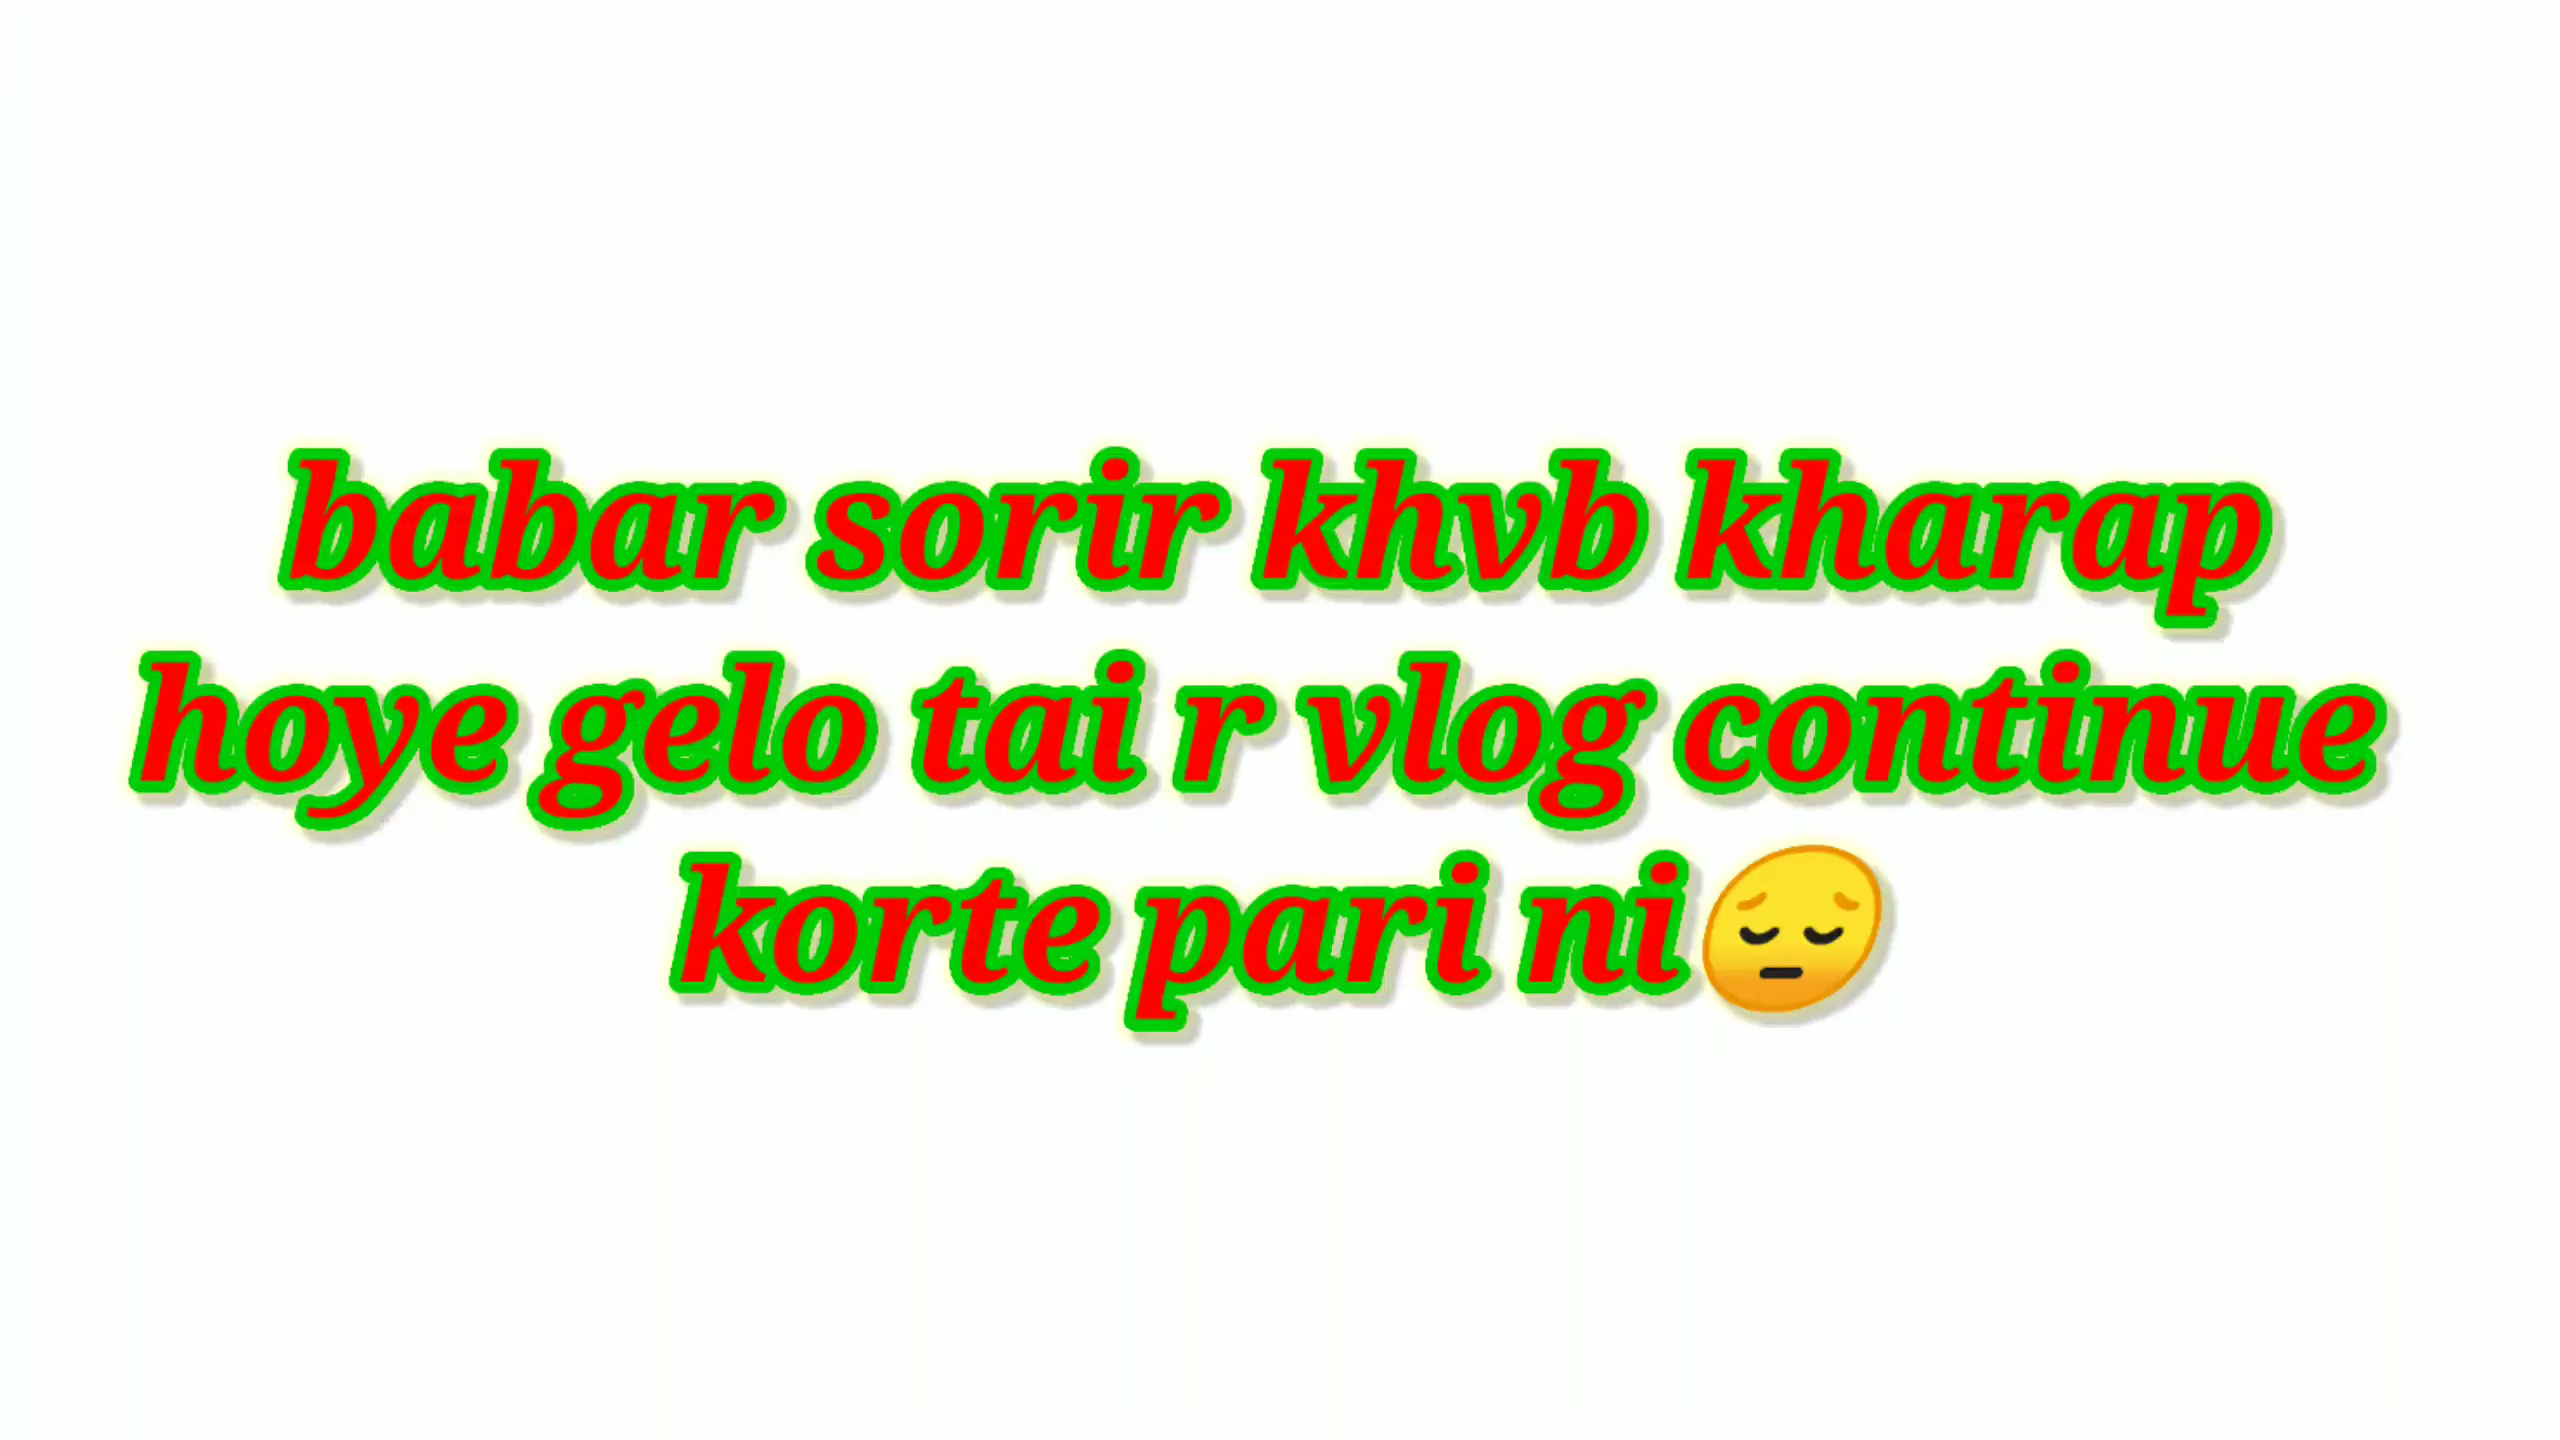 babar sorir khvb kharap
hoye gelo tai r vlog continue
korte pari ni😔